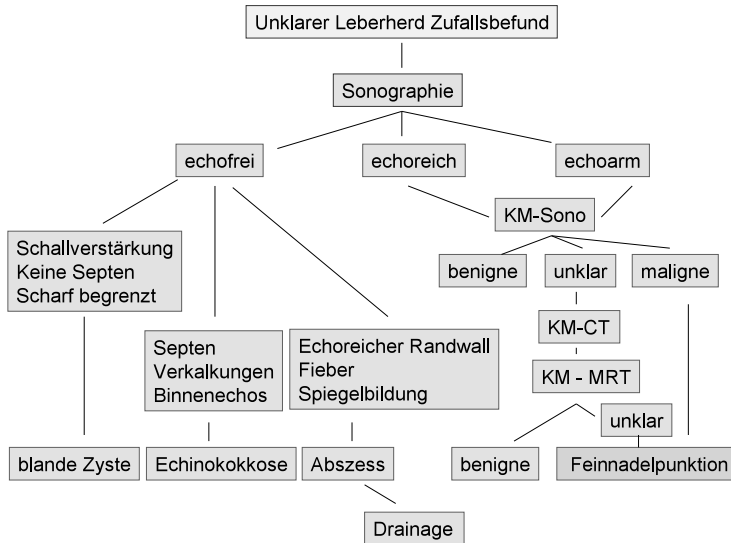 Unklarer Leberherd Zufallsbefund
Sonographie
echofrei
echoreich
echoarm
KM-Sono
Schallverstärkung
Keine Septen
Scharf begrenzt
benigne
unklar
maligne
KM-CT
Septen
Verkalkungen
Binnenechos
Echoreicher Randwall
Fieber
Spiegelbildung
KM - MRT
unklar
blande Zyste
Echinokokkose
Abszess
benigne
Feinnadelpunktion
Drainage